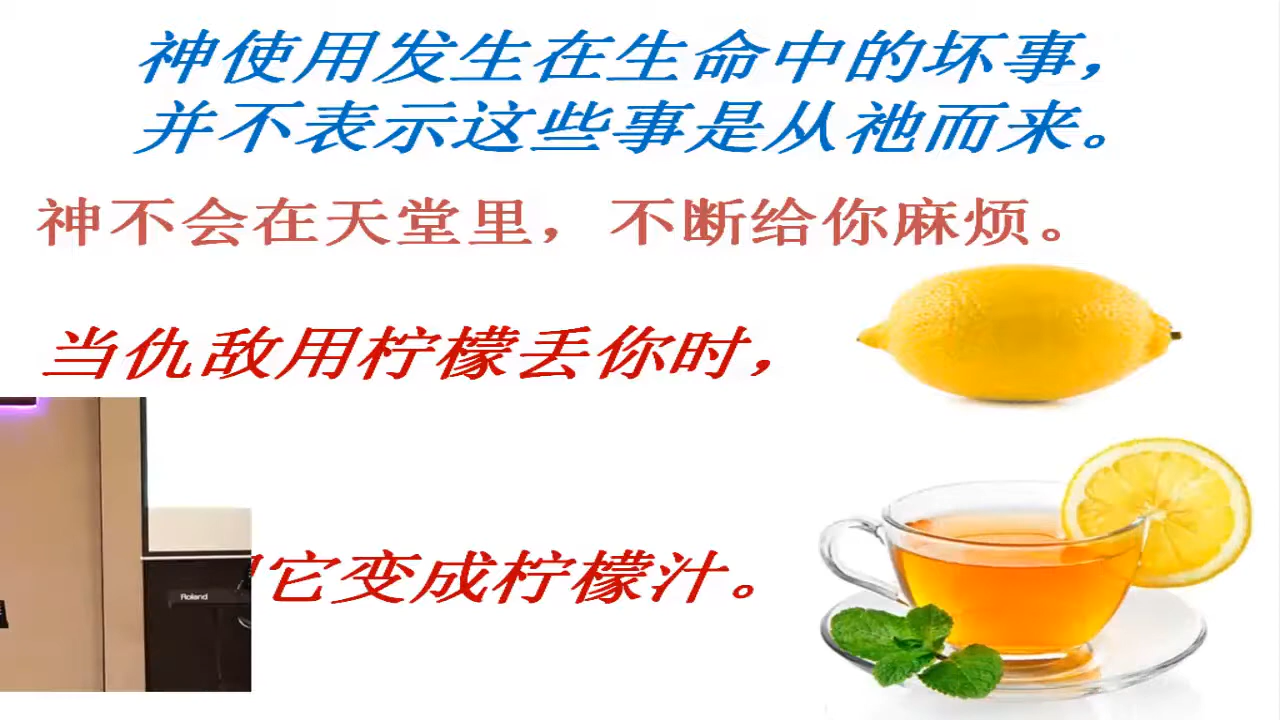 神使用发生在生命中的坏事，
并不表示这些事是从祂而来。
神不会在天堂里，不断给你麻烦。
当仇敌用柠檬丢你时，
它变成柠檬汁。
Roland